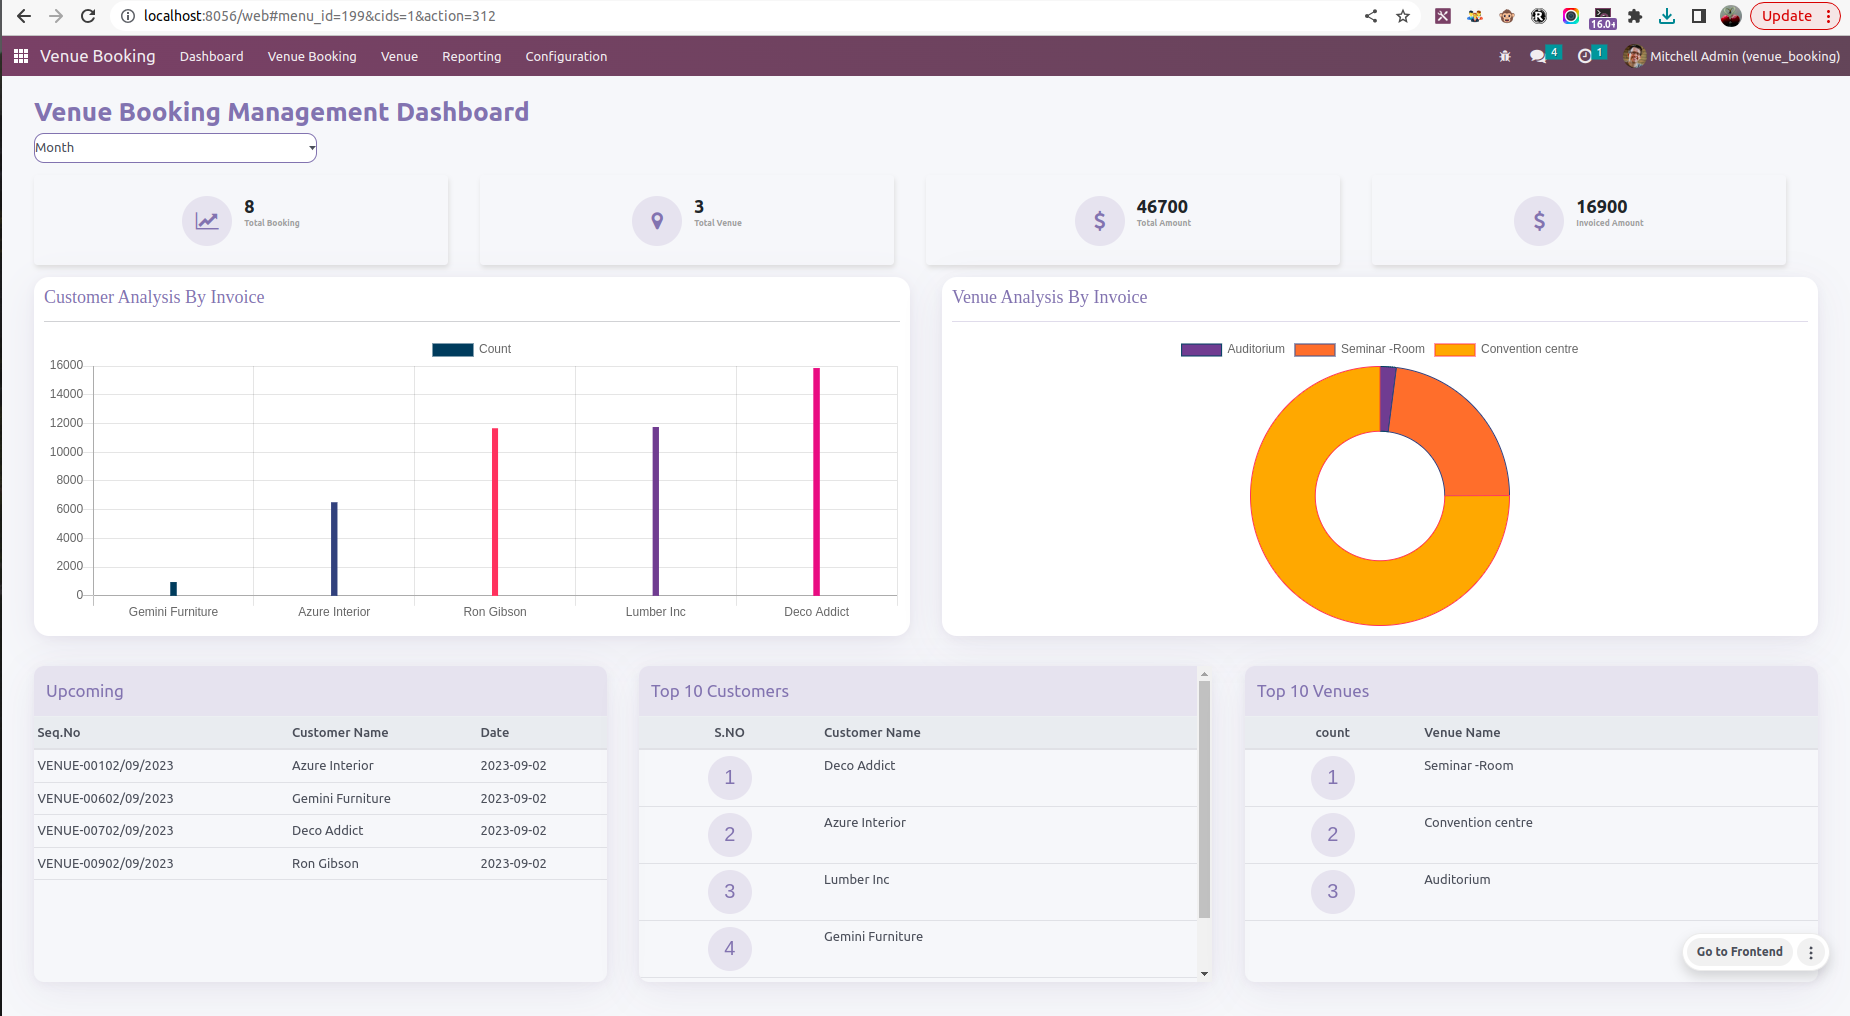 localhost:8056/web#menu_id=199&cids=1&action=312
16.0+
Update
Venue Booking Dashboard Venue Booking Venue Reporting Configuration
4 1 Mitchell Admin (venue_booking)
Venue Booking Management Dashboard
Month
8
Total Booking
3
Total Venue
46700
Total Amount
16900
Invoiced Amount
Customer Analysis By Invoice
Count
16000
14000
12000
10000
8000
6000
4000
2000
0
Gemini Furniture Azure Interior Ron Gibson Lumber Inc Deco Addict
Venue Analysis By Invoice
Auditorium Seminar -Room Convention centre
Upcoming
Seq.No Customer Name Date
VENUE-00102/09/2023 Azure Interior 2023-09-02
VENUE-00602/09/2023 Gemini Furniture 2023-09-02
VENUE-00702/09/2023 Deco Addict 2023-09-02
VENUE-00902/09/2023 Ron Gibson 2023-09-02
Top 10 Customers
S.NO Customer Name
1 Deco Addict
2 Azure Interior
3 Lumber Inc
4 Gemini Furniture
Top 10 Venues
count Venue Name
1 Seminar -Room
2 Convention centre
3 Auditorium
Go to Frontend